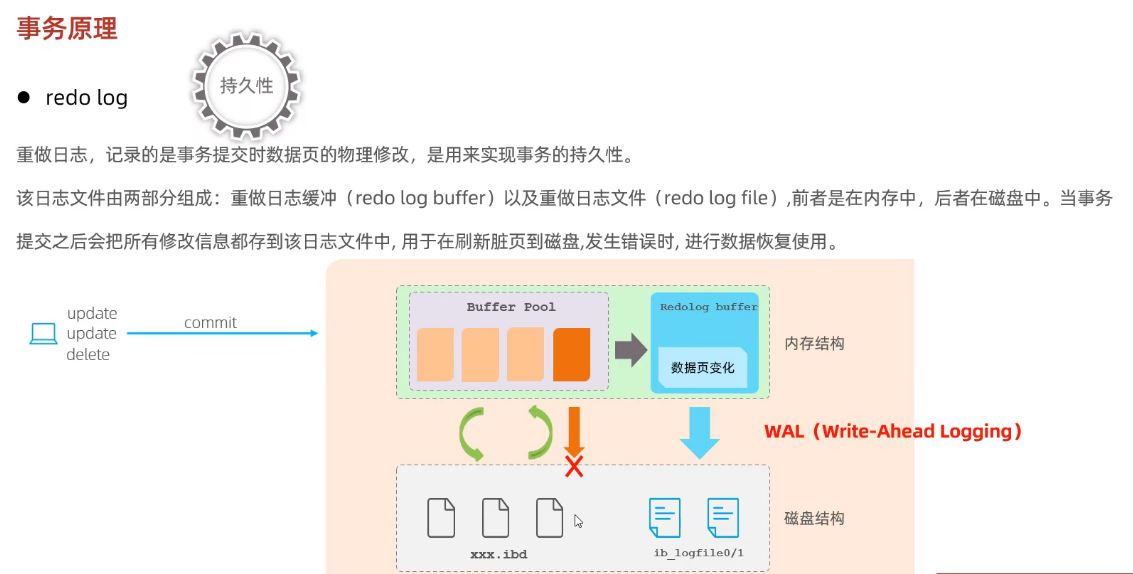 事务原理
持久性
● redo log
重做日志，记录的是事务提交时数据页的物理修改，是用来实现事务的持久性。
该日志文件由两部分组成：重做日志缓冲（redo log buffer）以及重做日志文件（redo log file）,前者是在内存中，后者在磁盘中。当事务
提交之后会把所有修改信息都存到该日志文件中, 用于在刷新脏页到磁盘,发生错误时, 进行数据恢复使用。
update
update
delete
commit
Buffer Pool
Redolog buffer
数据页变化
内存结构
WAL（Write-Ahead Logging）
xxx.ibd
ib_logfile0/1
磁盘结构